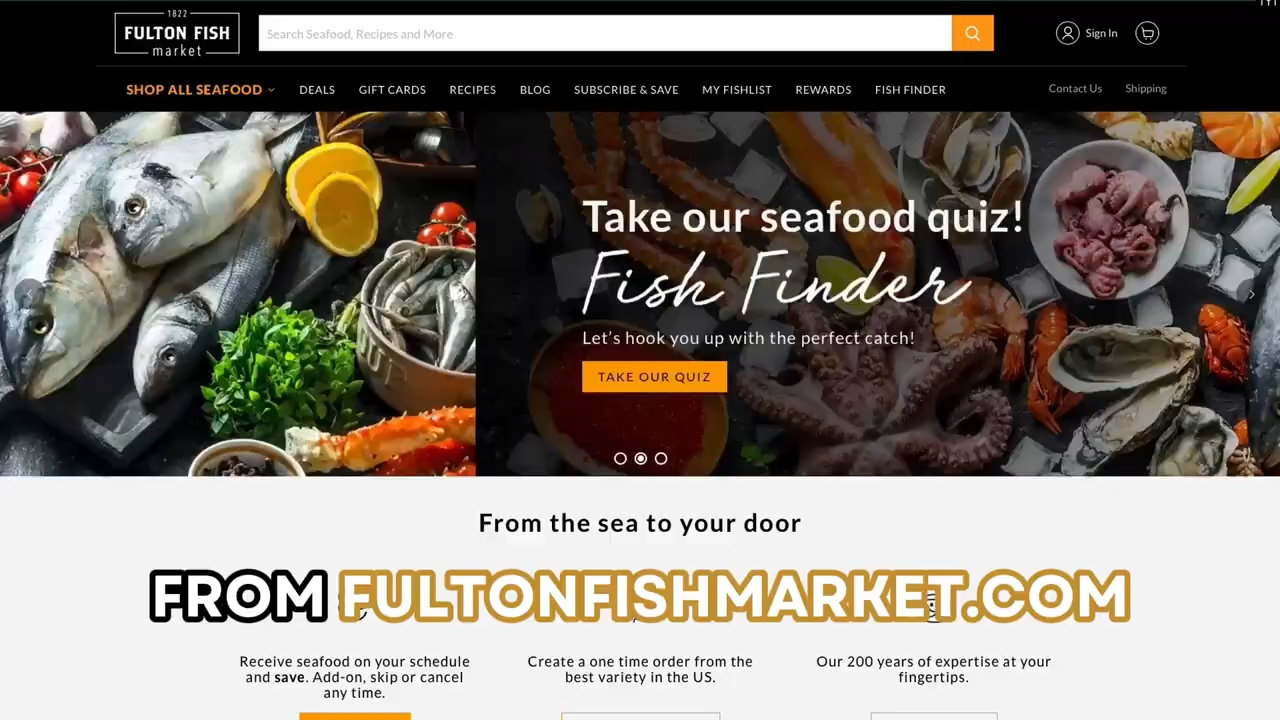 1822
FULTON FISH
market
Search Seafood, Recipes and More
Sign In
SHOP ALL SEAFOOD
DEALS
GIFT CARDS
RECIPES
BLOG
SUBSCRIBE & SAVE
MY FISHLIST
REWARDS
FISH FINDER
Contact Us
Shipping
Take our seafood quiz!
Fish Finder
Let's hook you up with the perfect catch!
TAKE OUR QUIZ
From the sea to your door
FROM FULTONFISHMARKET.COM
Receive seafood on your schedule
and save. Add-on, skip or cancel
any time.
Create a one time order from the
best variety in the US.
Our 200 years of expertise at your
fingertips.